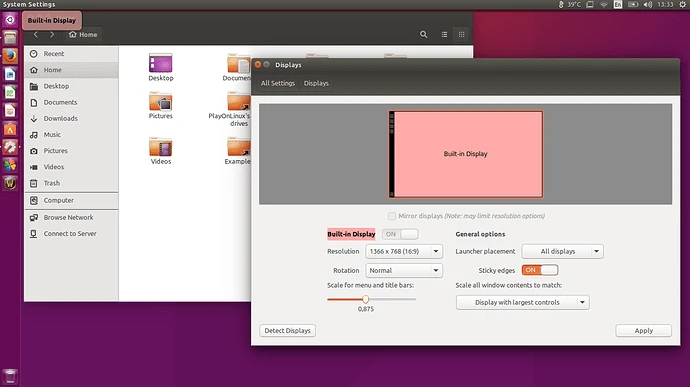 System Settings
39°C
En
13:33
Built-in Display
Home
Recent
Home
Desktop
Documents
Downloads
Music
Pictures
Videos
Trash
Computer
Browse Network
Connect to Server
Desktop
Documen
Pictures
PlayOnLinux's
drives
Videos
Example
Displays
All Settings Displays
Built-in Display
Mirror displays (Note: may limit resolution options)
Built-in Display ON
Resolution 1366 x 768 (16:9)
Rotation Normal
Scale for menu and title bars:
0,875
General options
Launcher placement All displays
Sticky edges ON
Scale all window contents to match:
Display with largest controls
Detect Displays
Apply